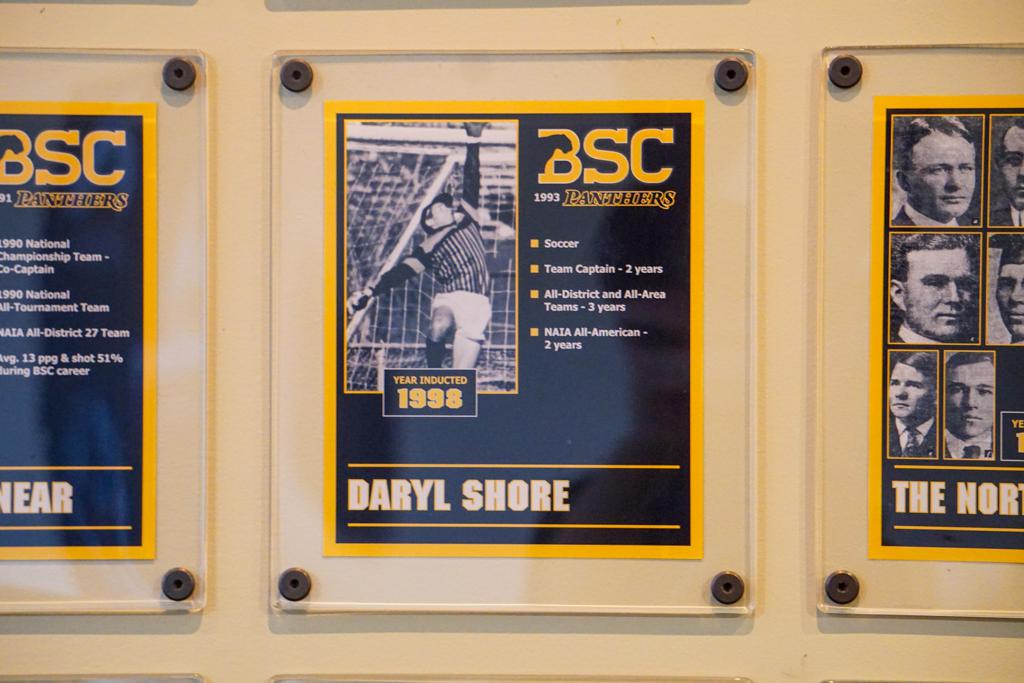 BSC
91 PANTHERS
1990 National
Championship Team -
Co-Captain
1990 National
All-Tournament Team
NAIA All-District 27 Team
Avg. 13 ppg & shot 51%
during BSC career
NEAR
BSC
1993 PANTHERS
Soccer
Team Captain - 2 years
All-District and All-Area
Teams - 3 years
NAIA All-American -
2 years
YEAR INDUCTED
1998
DARYL SHORE
YE
1
THE NOR